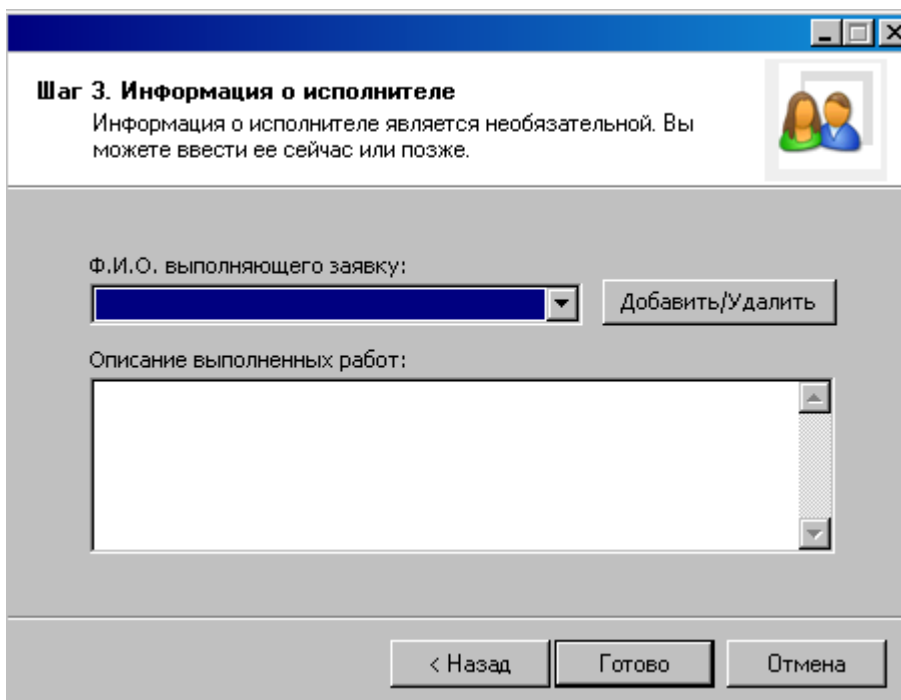 Шаг 3. Информация о исполнителе
Информация о исполнителе является необязательной. Вы
можете ввести ее сейчас или позже.
Ф.И.О. выполняющего заявку:
Добавить/Удалить
Описание выполненных работ:
< Назад
Готово
Отмена